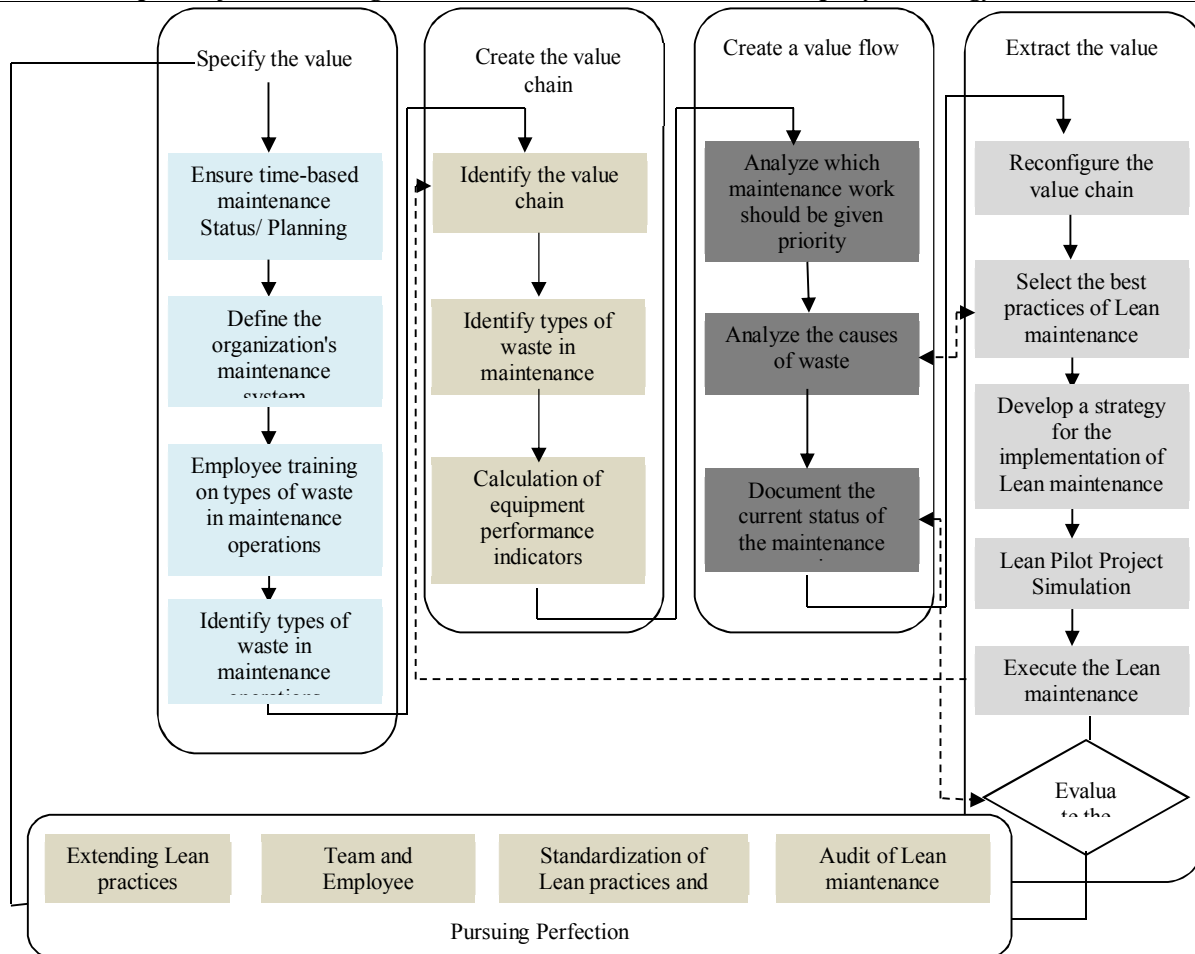 Specify the value
Ensure time-based
maintenance
Status/ Planning
Define the
organization's
maintenance
system
Employee training
on types of waste
in maintenance
operations
Identify types of
waste in
maintenance
operations
Create the value
chain
Identify the value
chain
Identify types of
waste in
maintenance
Calculation of
equipment
performance
indicators
Create a value flow
Analyze which
maintenance work
should be given
priority
Analyze the causes
of waste
Document the
current status of
the maintenance
Extract the value
Reconfigure the
value chain
Select the best
practices of Lean
maintenance
Develop a strategy
for the
implementation of
Lean maintenance
Lean Pilot Project
Simulation
Execute the Lean
maintenance
Evalua
te the
Extending Lean
practices
Team and
Employee
Standardization of
Lean practices and
Audit of Lean
miantenance
Pursuing Perfection